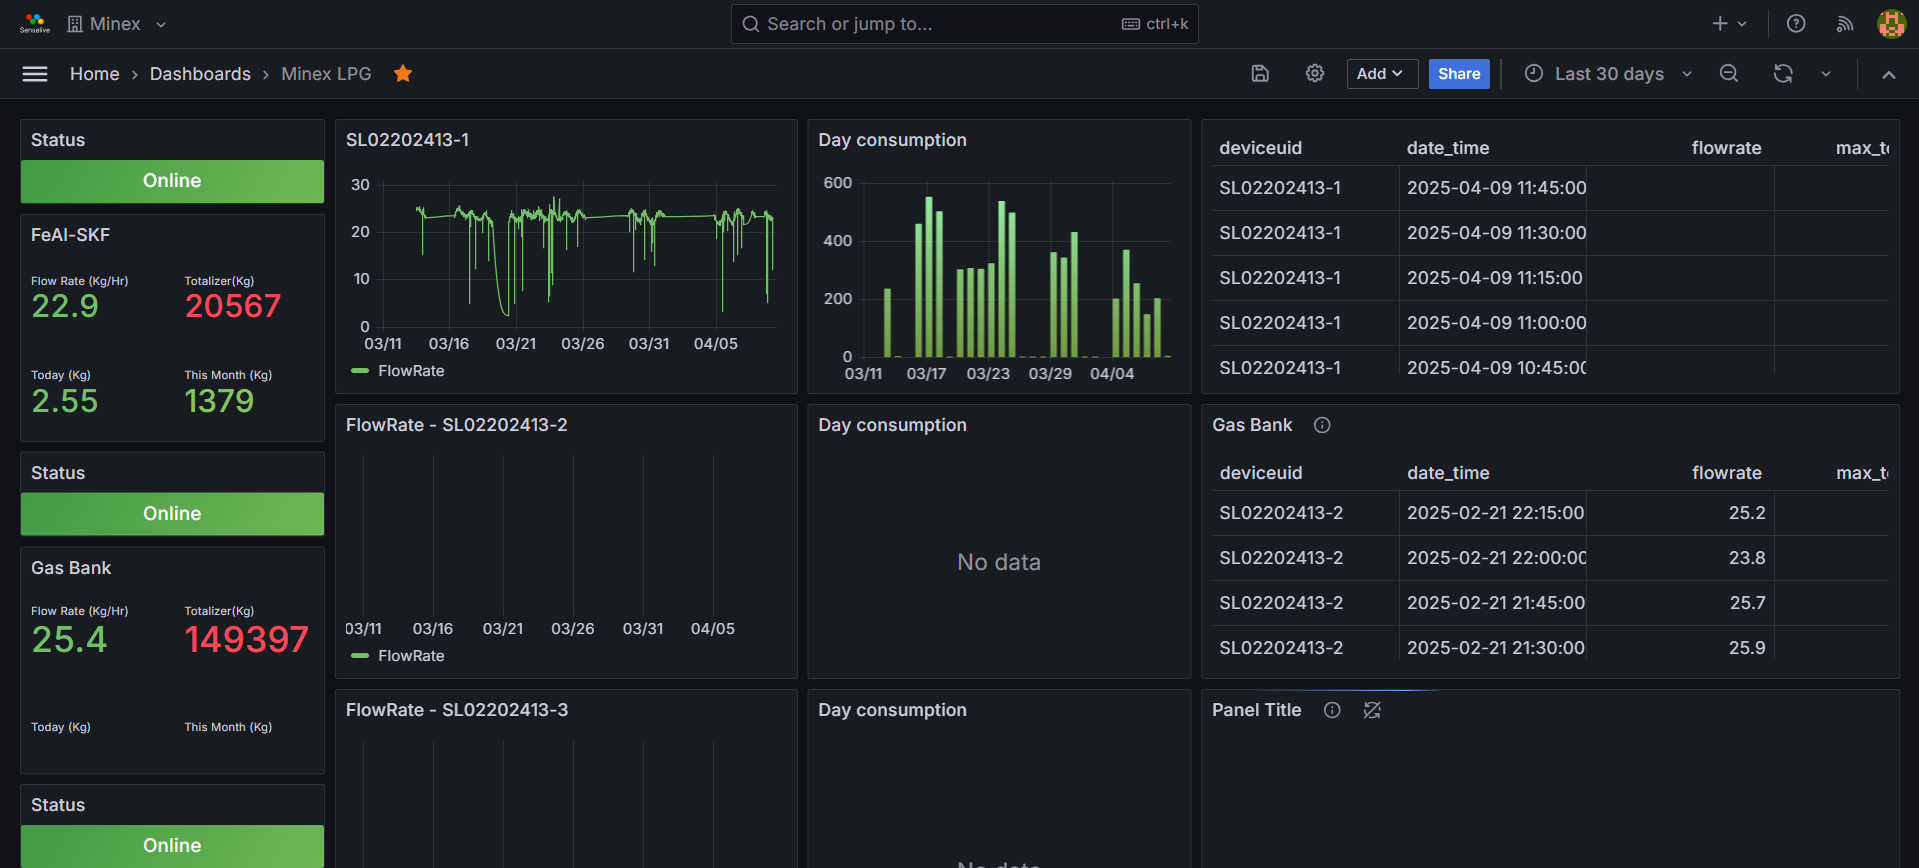 Senselive
Minex
Search or jump to...
ctrl+k
Home › Dashboards › Minex LPG
Add
Share
Last 30 days
Status
Online
FeAl-SKF
Flow Rate (Kg/Hr)
22.9
Totalizer(Kg)
20567
Today (Kg)
2.55
This Month (Kg)
1379
Status
Online
Gas Bank
Flow Rate (Kg/Hr)
25.4
Totalizer(Kg)
149397
Today (Kg)
This Month (Kg)
Status
Online
SL02202413-1
30
20
10
0
03/11 03/16 03/21 03/26 03/31 04/05
FlowRate
Day consumption
600
400
200
0
03/11 03/17 03/23 03/29 04/04
deviceuid date_time flowrate max_t
SL02202413-1 2025-04-09 11:45:00
SL02202413-1 2025-04-09 11:30:00
SL02202413-1 2025-04-09 11:15:00
SL02202413-1 2025-04-09 11:00:00
SL02202413-1 2025-04-09 10:45:00
FlowRate - SL02202413-2
03/11 03/16 03/21 03/26 03/31 04/05
FlowRate
Day consumption
No data
Gas Bank
deviceuid date_time flowrate max_t
SL02202413-2 2025-02-21 22:15:00 25.2
SL02202413-2 2025-02-21 22:00:00 23.8
SL02202413-2 2025-02-21 21:45:00 25.7
SL02202413-2 2025-02-21 21:30:00 25.9
FlowRate - SL02202413-3
Day consumption
No data
Panel Title